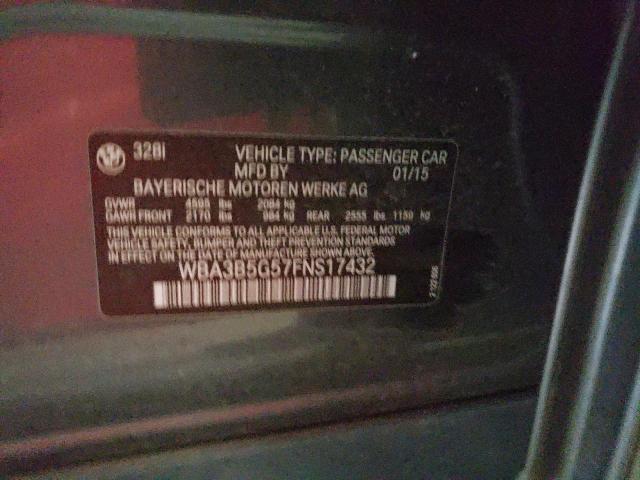 328i VEHICLE TYPE: PASSENGER CAR
MFD BY 01/15
BAYERISCHE MOTOREN WERKE AG
GVWR 4595 lbs 2084 kg
GAWR FRONT 2170 lbs 984 kg REAR 2555 lbs 1159 kg
THIS VEHICLE CONFORMS TO ALL APPLICABLE U.S. FEDERAL MOTOR
VEHICLE SAFETY, BUMPER AND THEFT PREVENTION STANDARDS
IN EFFECT ON THE DATE OF MANUFACTURE SHOWN ABOVE.
WBA3B5G57FNS17432